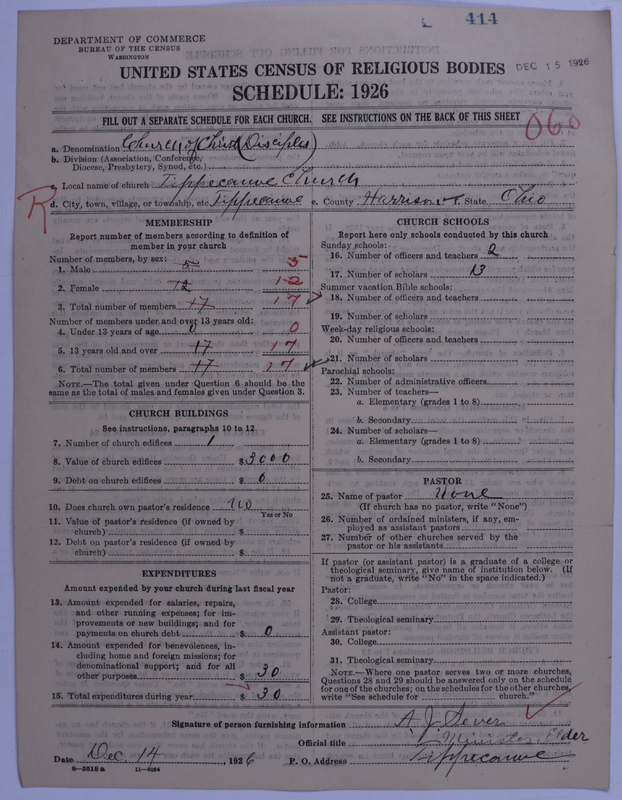 414
DEPARTMENT OF COMMERCE
BUREAU OF THE CENSUS
WASHINGTON
UNITED STATES CENSUS OF RELIGIOUS BODIES
DEC 15 1926
SCHEDULE: 1926
FILL OUT A SEPARATE SCHEDULE FOR EACH CHURCH. SEE INSTRUCTIONS ON THE BACK OF THIS SHEET
060
a. Denomination Church of Christ (Disciples)
b. Division (Association, Conference, Diocese, Presbytery, Synod, etc.)
c. Local name of church Tippecanoe Church
R
d. City, town, village, or township, etc. Tippecanoe e. County Harrison f. State Ohio
MEMBERSHIP
Report number of members according to definition of
member in your church
Number of members, by sex:
1. Male 5 5
2. Female 12 12
3. Total number of members 17 17
Number of members under and over 13 years old:
4. Under 13 years of age 0 0
5. 13 years old and over 17 17
6. Total number of members 17 17
NOTE.—The total given under Question 6 should be the
same as the total of males and females given under Question 3.
CHURCH BUILDINGS
See instructions, paragraphs 10 to 12
7. Number of church edifices 1
8. Value of church edifices $ 3000
9. Debt on church edifices $ 0
10. Does church own pastor's residence no
Yes or No
11. Value of pastor's residence (if owned by
church) $
12. Debt on pastor's residence (if owned by
church) $
EXPENDITURES
Amount expended by your church during last fiscal year
13. Amount expended for salaries, repairs,
and other running expenses; for im-
provements or new buildings; and for
payments on church debt $ 0
14. Amount expended for benevolences, in-
cluding home and foreign missions; for
denominational support; and for all
other purposes $ 30
15. Total expenditures during year $ 30
CHURCH SCHOOLS
Report here only schools conducted by this church
Sunday schools:
16. Number of officers and teachers 2
17. Number of scholars 13
Summer vacation Bible schools:
18. Number of officers and teachers
19. Number of scholars
Week-day religious schools:
20. Number of officers and teachers
21. Number of scholars
Parochial schools:
22. Number of administrative officers
23. Number of teachers—
a. Elementary (grades 1 to 8)
b. Secondary
24. Number of scholars—
a. Elementary (grades 1 to 8)
b. Secondary
PASTOR
25. Name of pastor None
(If church has no pastor, write "None")
26. Number of ordained ministers, if any, em-
ployed as assistant pastors
27. Number of other churches served by the
pastor or his assistants
If pastor (or assistant pastor) is a graduate of a college or
theological seminary, give name of institution below. (If
not a graduate, write "No" in the space indicated.)
Pastor:
28. College
29. Theological seminary
Assistant pastor:
30. College
31. Theological seminary
NOTE.—Where one pastor serves two or more churches,
Questions 28 and 29 should be answered only on the schedule
for one of the churches; on the schedules for the other churches,
write "See schedule for church."
Signature of person furnishing information A J
Official title Minister, Elder
Date Dec. 14, 1926 P. O. Address Tippecanoe
8—5518 a 11—9054